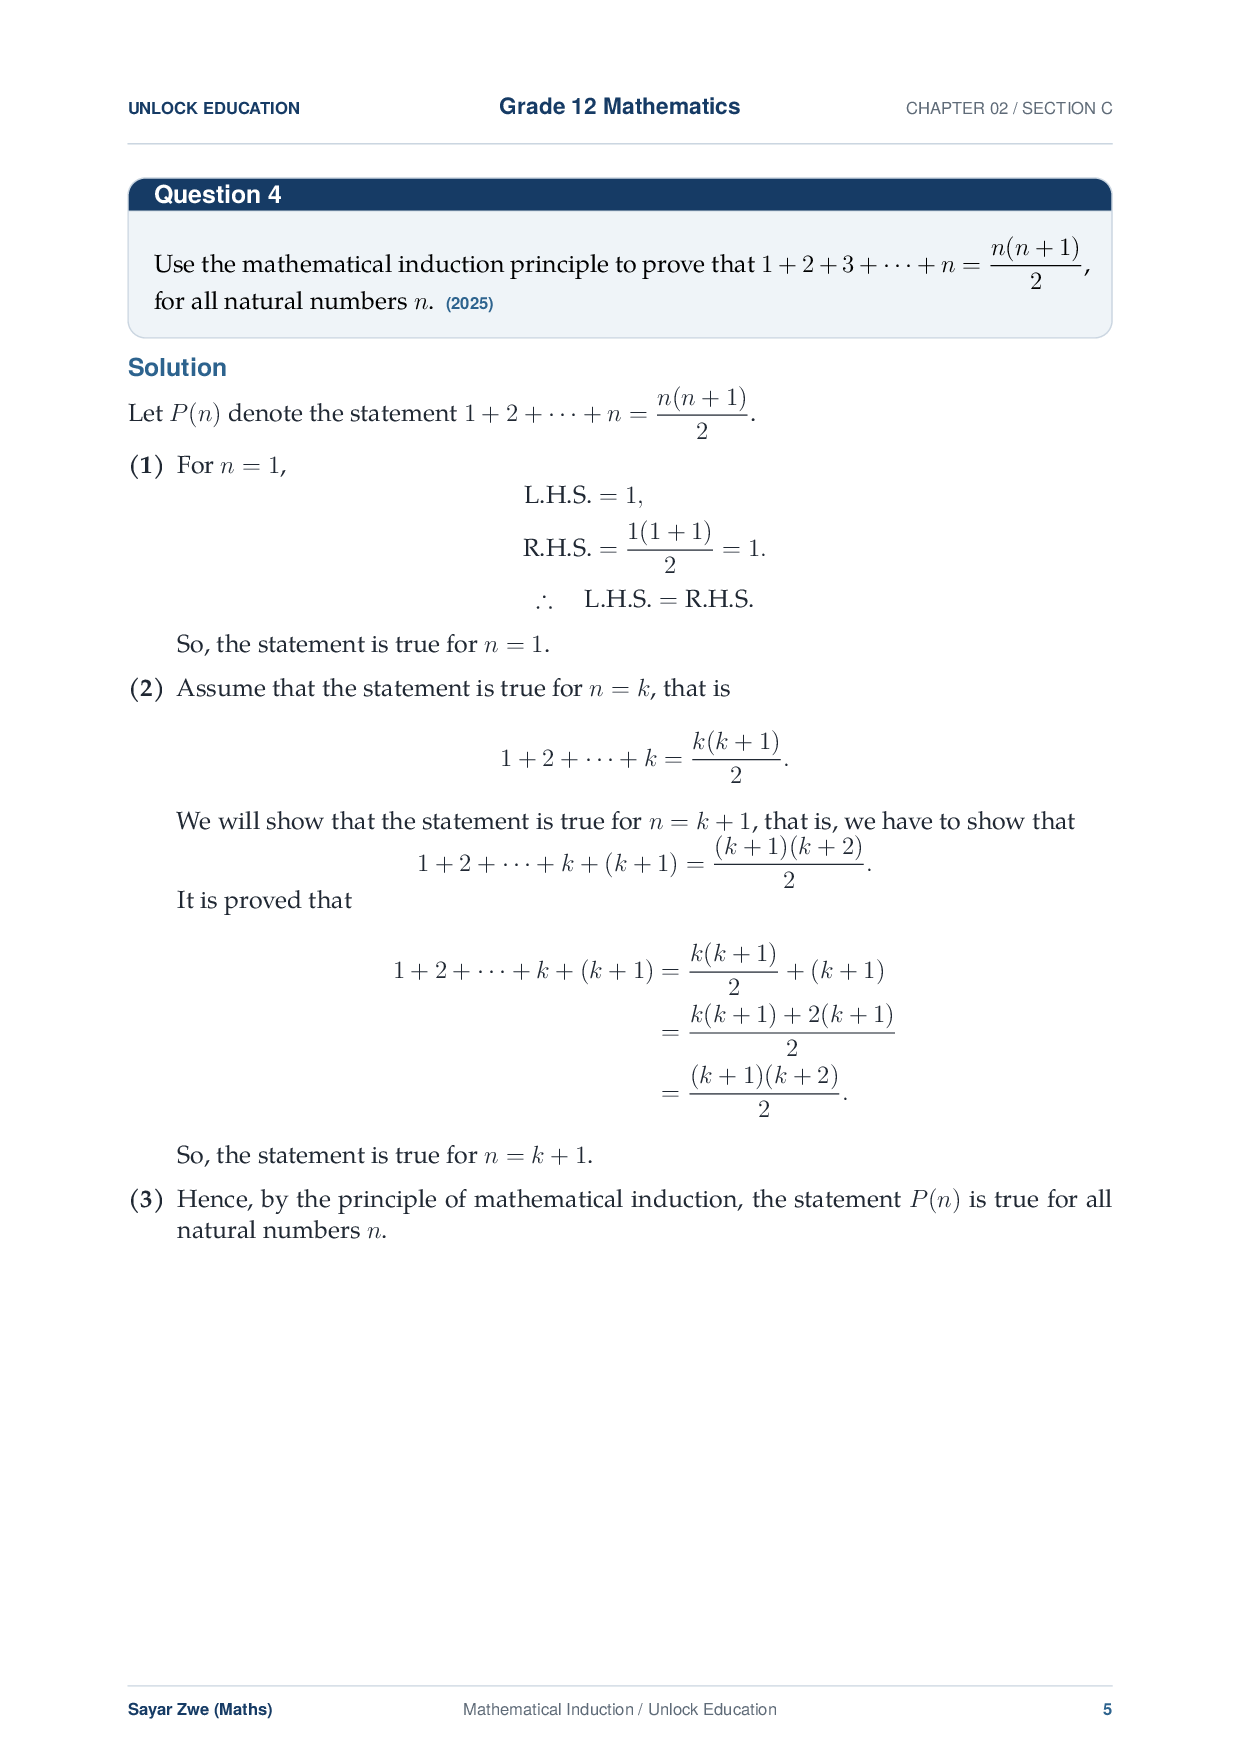 UNLOCK EDUCATION Grade 12 Mathematics CHAPTER 02 / SECTION C
Question 4
Use the mathematical induction principle to prove that 1 + 2 + 3 + ⋯ + n = n(n + 1)/2,
for all natural numbers n. (2025)
Solution
Let P(n) denote the statement 1 + 2 + ⋯ + n = n(n + 1)/2.
(1) For n = 1,
L.H.S. = 1,
R.H.S. = 1(1 + 1)/2 = 1.
∴ L.H.S. = R.H.S.
So, the statement is true for n = 1.
(2) Assume that the statement is true for n = k, that is
1 + 2 + ⋯ + k = k(k + 1)/2.
We will show that the statement is true for n = k + 1, that is, we have to show that
1 + 2 + ⋯ + k + (k + 1) = (k + 1)(k + 2)/2.
It is proved that
1 + 2 + ⋯ + k + (k + 1) = k(k + 1)/2 + (k + 1)
= k(k + 1) + 2(k + 1)/2
= (k + 1)(k + 2)/2.
So, the statement is true for n = k + 1.
(3) Hence, by the principle of mathematical induction, the statement P(n) is true for all
natural numbers n.
Sayar Zwe (Maths) Mathematical Induction / Unlock Education 5